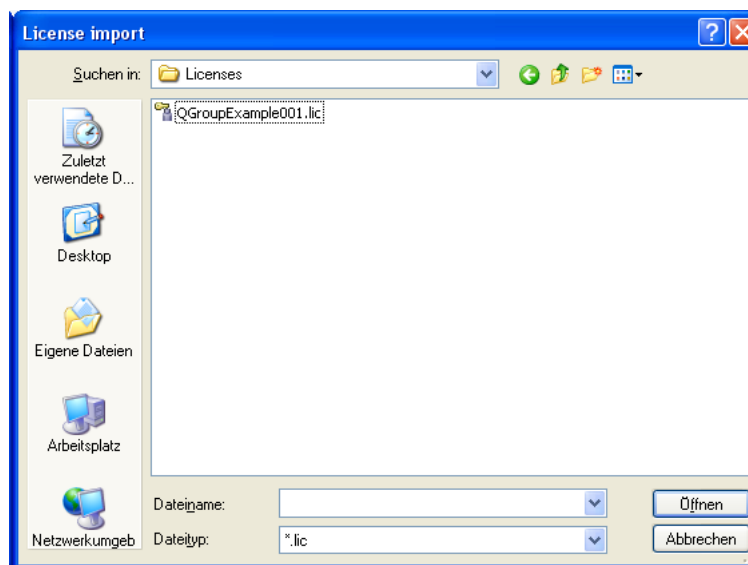 License import
Suchen in:
Licenses
QGroupExample001.lic
Zuletzt
verwendete D...
Desktop
Eigene Dateien
Arbeitsplatz
Netzwerkumgeb
Dateiname:
Öffnen
Dateityp:
*.lic
Abbrechen